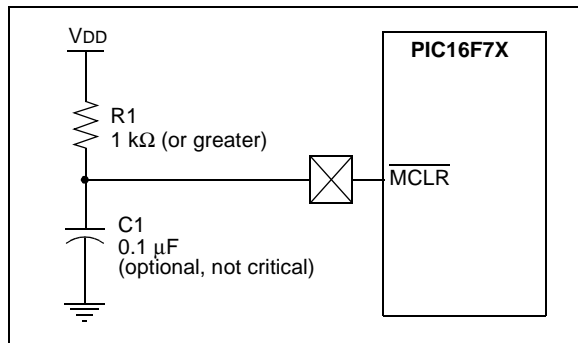 VDD
PIC16F7X
R1
1 kΩ (or greater)
MCLR
C1
0.1 μF
(optional, not critical)